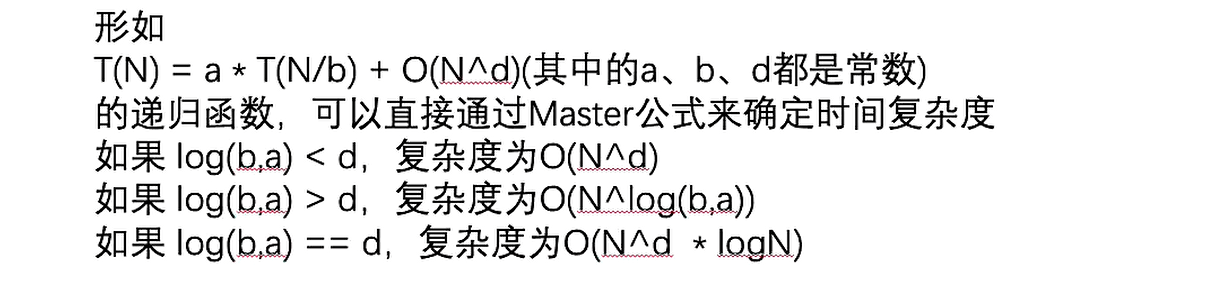 形如
T(N) = a * T(N/b) + O(N^d)(其中的a、b、d都是常数)
的递归函数，可以直接通过Master公式来确定时间复杂度
如果 log(b,a) < d，复杂度为O(N^d)
如果 log(b,a) > d，复杂度为O(N^log(b,a))
如果 log(b,a) == d，复杂度为O(N^d  * logN)